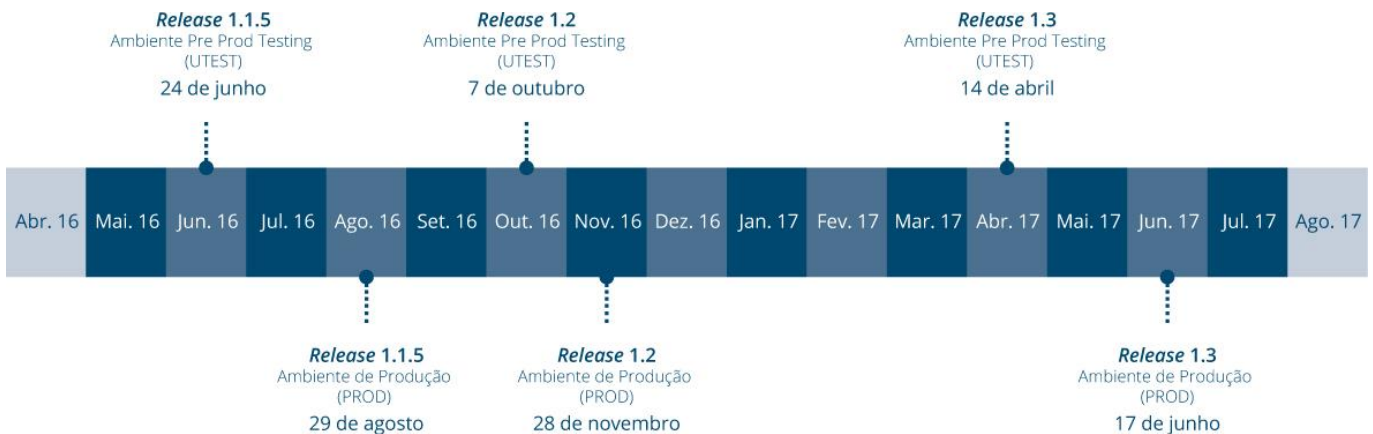 Release 1.1.5
Ambiente Pre Prod Testing
(UTEST)
24 de junho
Release 1.2
Ambiente Pre Prod Testing
(UTEST)
7 de outubro
Release 1.3
Ambiente Pre Prod Testing
(UTEST)
14 de abril
Abr. 16 Mai. 16 Jun. 16 Jul. 16 Ago. 16 Set. 16 Out. 16 Nov. 16 Dez. 16 Jan. 17 Fev. 17 Mar. 17 Abr. 17 Mai. 17 Jun. 17 Jul. 17 Ago. 17
Release 1.1.5
Ambiente de Produção
(PROD)
29 de agosto
Release 1.2
Ambiente de Produção
(PROD)
28 de novembro
Release 1.3
Ambiente de Produção
(PROD)
17 de junho